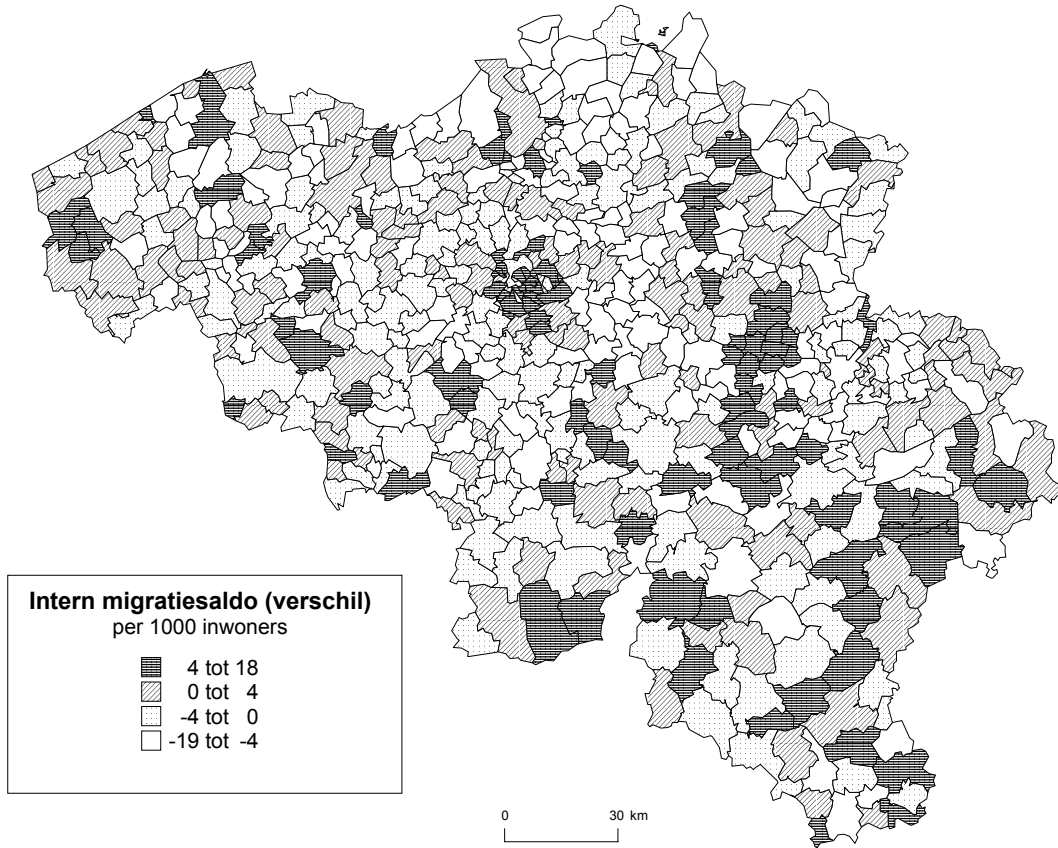 Intern migratiesaldo (verschil)
per 1000 inwoners
4 tot 18
0 tot 4
-4 tot 0
-19 tot -4
0 30 km